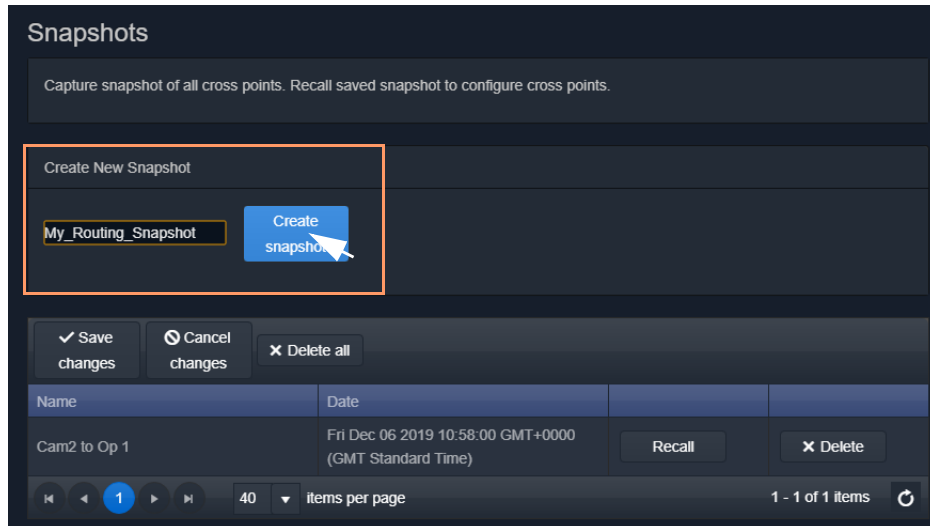 Snapshots
Capture snapshot of all cross points. Recall saved snapshot to configure cross points.
Create New Snapshot
My_Routing_Snapshot
Create
snapshot
Save
changes
Cancel
changes
Delete all
Name Date
Cam2 to Op 1
Fri Dec 06 2019 10:58:00 GMT+0000
(GMT Standard Time)
Recall
Delete
1
40 items per page
1 - 1 of 1 items